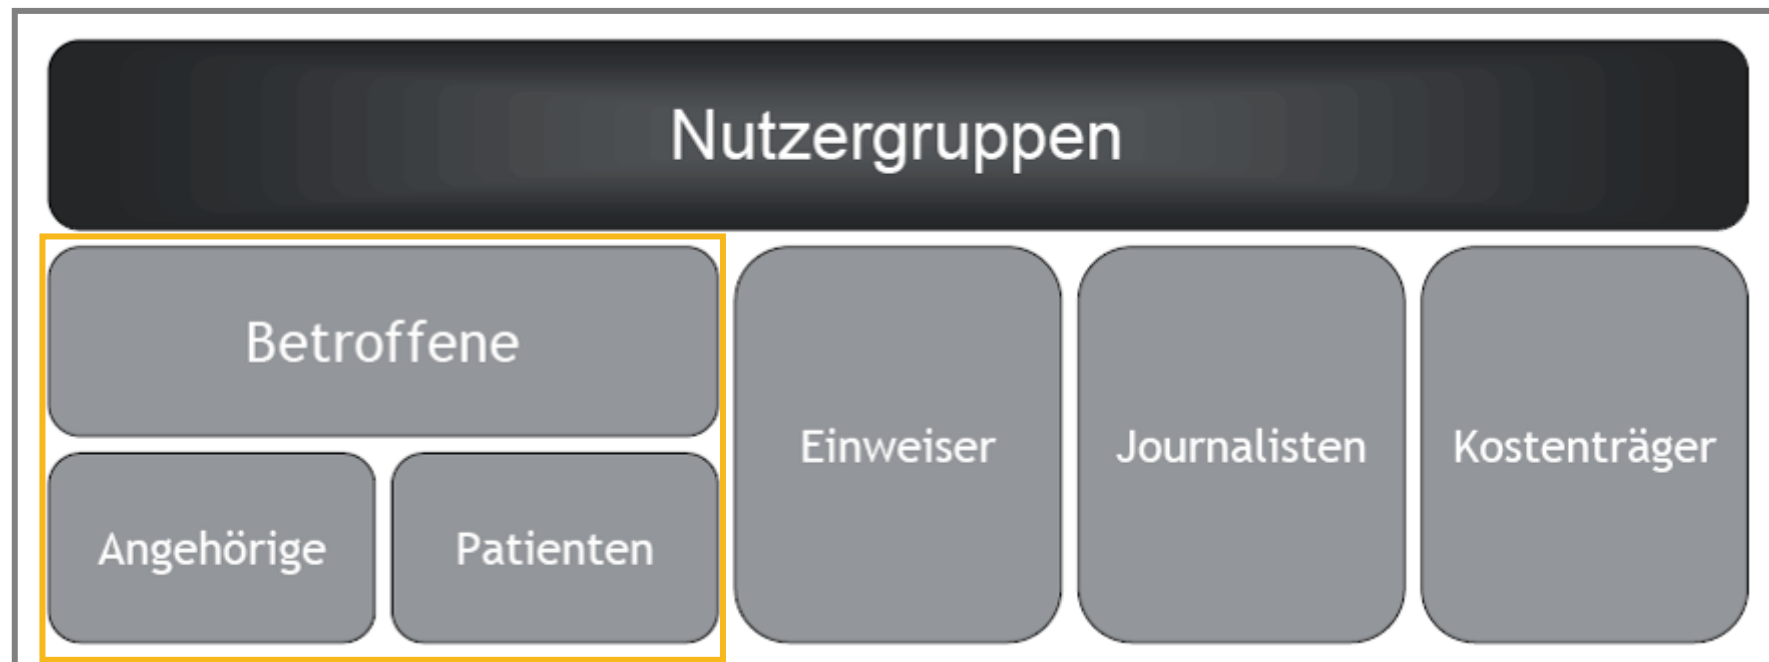 Nutzergruppen
Betroffene
Einweiser
Journalisten
Kostenträger
Angehörige
Patienten